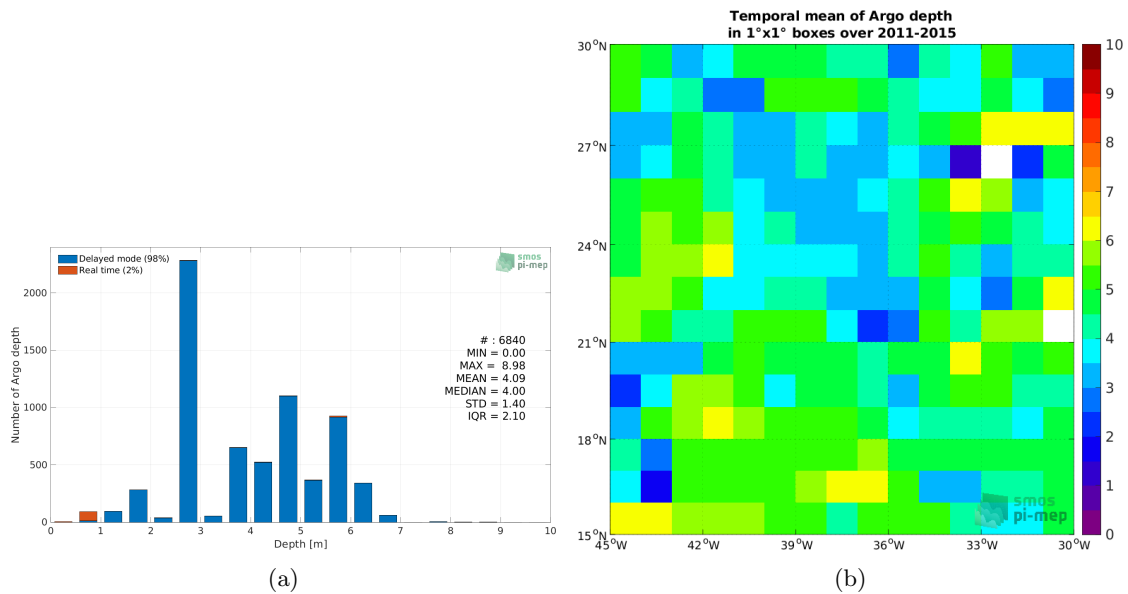 Delayed mode (98%)
Real time (2%)
smos
pi-mep
2000
1500
1000
500
0
Number of Argo depth
# : 6840
MIN = 0.00
MAX = 8.98
MEAN = 4.09
MEDIAN = 4.00
STD = 1.40
IQR = 2.10
0 1 2 3 4 5 6 7 8 9 10
Depth [m]
(a)
Temporal mean of Argo depth
in 1°x1° boxes over 2011-2015
30°N
27°N
24°N
21°N
18°N
15°N
45°W 42°W 39°W 36°W 33°W 30°W
smos
pi-mep
10
9
8
7
6
5
4
3
2
1
0
(b)